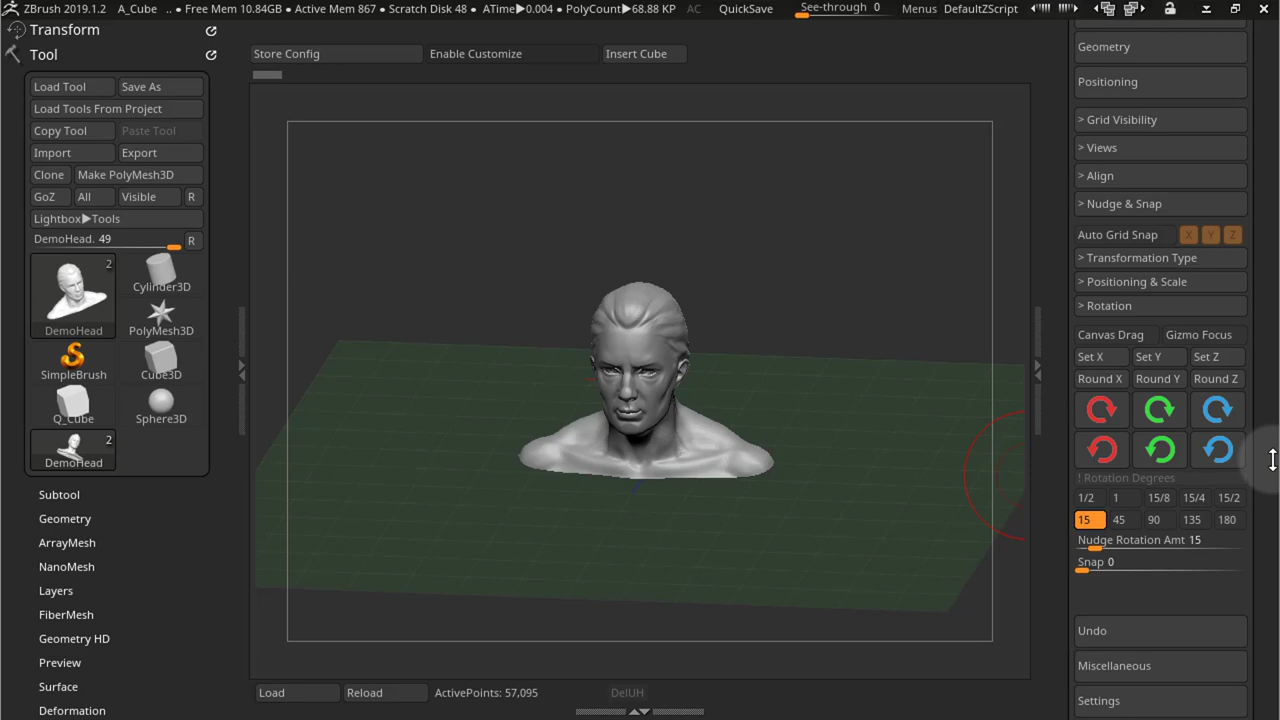 ZBrush 2019.1.2 A_Cube .. • Free Mem 10.84GB • Active Mem 867 • Scratch Disk 48 • ATime▶0.004 • PolyCount▶68.88 KP AC QuickSave See-through 0 Menus DefaultZScript
Transform
Tool
Load Tool Save As
Load Tools From Project
Copy Tool Paste Tool
Import Export
Clone Make PolyMesh3D
GoZ All Visible R
Lightbox▶Tools
DemoHead. 49 R
2
DemoHead
Cylinder3D
PolyMesh3D
SimpleBrush
Cube3D
Q_Cube
Sphere3D
2
DemoHead
Subtool
Geometry
ArrayMesh
NanoMesh
Layers
FiberMesh
Geometry HD
Preview
Surface
Deformation
Store Config Enable Customize Insert Cube
Load Reload ActivePoints: 57,095 DelUH
Geometry
Positioning
> Grid Visibility
> Views
> Align
> Nudge & Snap
Auto Grid Snap X Y Z
> Transformation Type
> Positioning & Scale
> Rotation
Canvas Drag Gizmo Focus
Set X Set Y Set Z
Round X Round Y Round Z
! Rotation Degrees
1/2 1 15/8 15/4 15/2
15 45 90 135 180
Nudge Rotation Amt 15
Snap 0
Undo
Miscellaneous
Settings